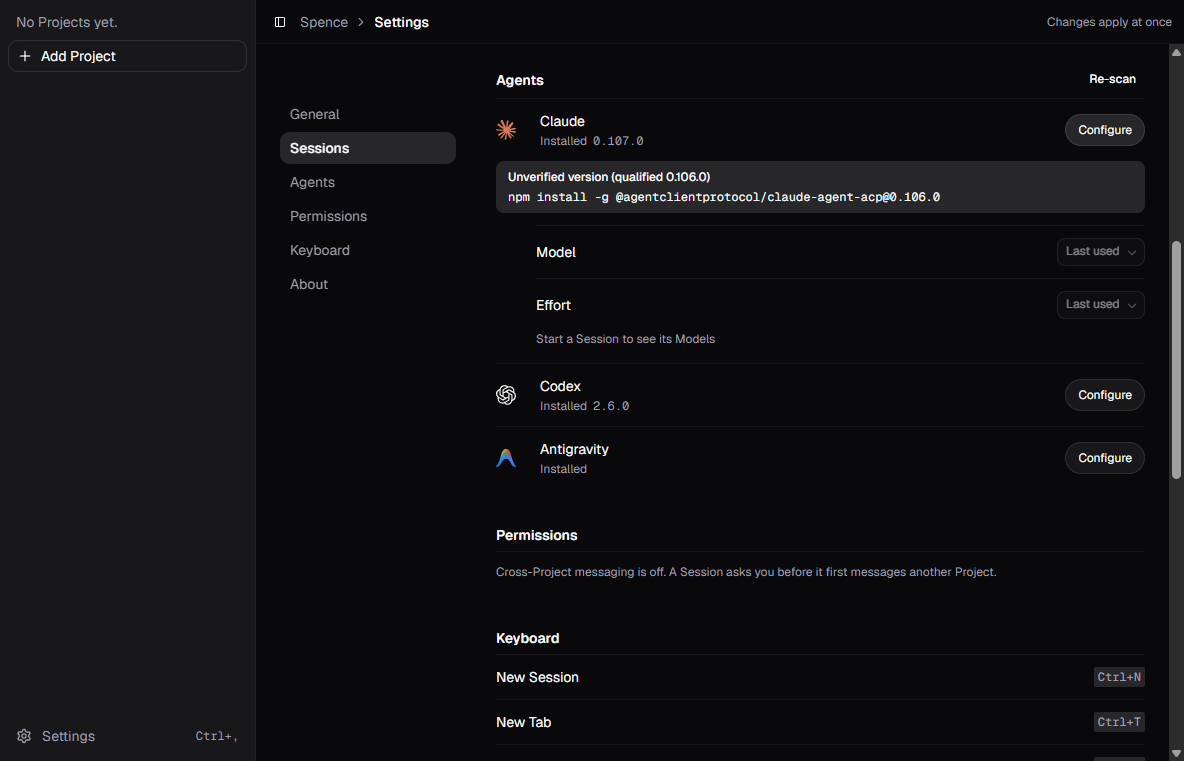 No Projects yet.
Add Project
Spence > Settings
Changes apply at once
General
Sessions
Agents
Permissions
Keyboard
About
Agents
Re-scan
Claude
Installed 0.107.0
Configure
Unverified version (qualified 0.106.0)
npm install -g @agentclientprotocol/claude-agent-acp@0.106.0
Model
Last used
Effort
Last used
Start a Session to see its Models
Codex
Installed 2.6.0
Configure
Antigravity
Installed
Configure
Permissions
Cross-Project messaging is off. A Session asks you before it first messages another Project.
Keyboard
New Session
Ctrl+N
New Tab
Ctrl+T
Settings
Ctrl+,